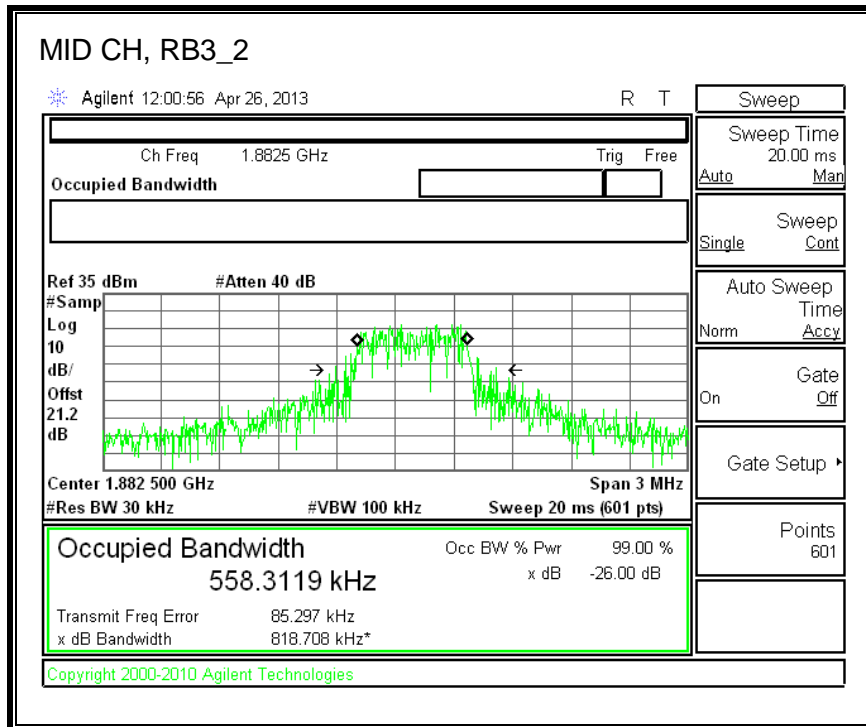 MID CH, RB3_2
Agilent 12:00:56 Apr 26, 2013 R T
Ch Freq 1.8825 GHz Trig Free
Occupied Bandwidth
Ref 35 dBm #Atten 40 dB
#Samp
Log
10
dB/
Offst
21.2
dB
Center 1.882 500 GHz Span 3 MHz
#Res BW 30 kHz #VBW 100 kHz Sweep 20 ms (601 pts)
Occupied Bandwidth Occ BW % Pwr 99.00 %
558.3119 kHz x dB -26.00 dB
Transmit Freq Error 85.297 kHz
x dB Bandwidth 818.708 kHz*
Copyright 2000-2010 Agilent Technologies
Sweep
Sweep Time
20.00 ms
Auto Man
Sweep
Single Cont
Auto Sweep
Time
Norm Accy
Gate
On Off
Gate Setup
Points
601